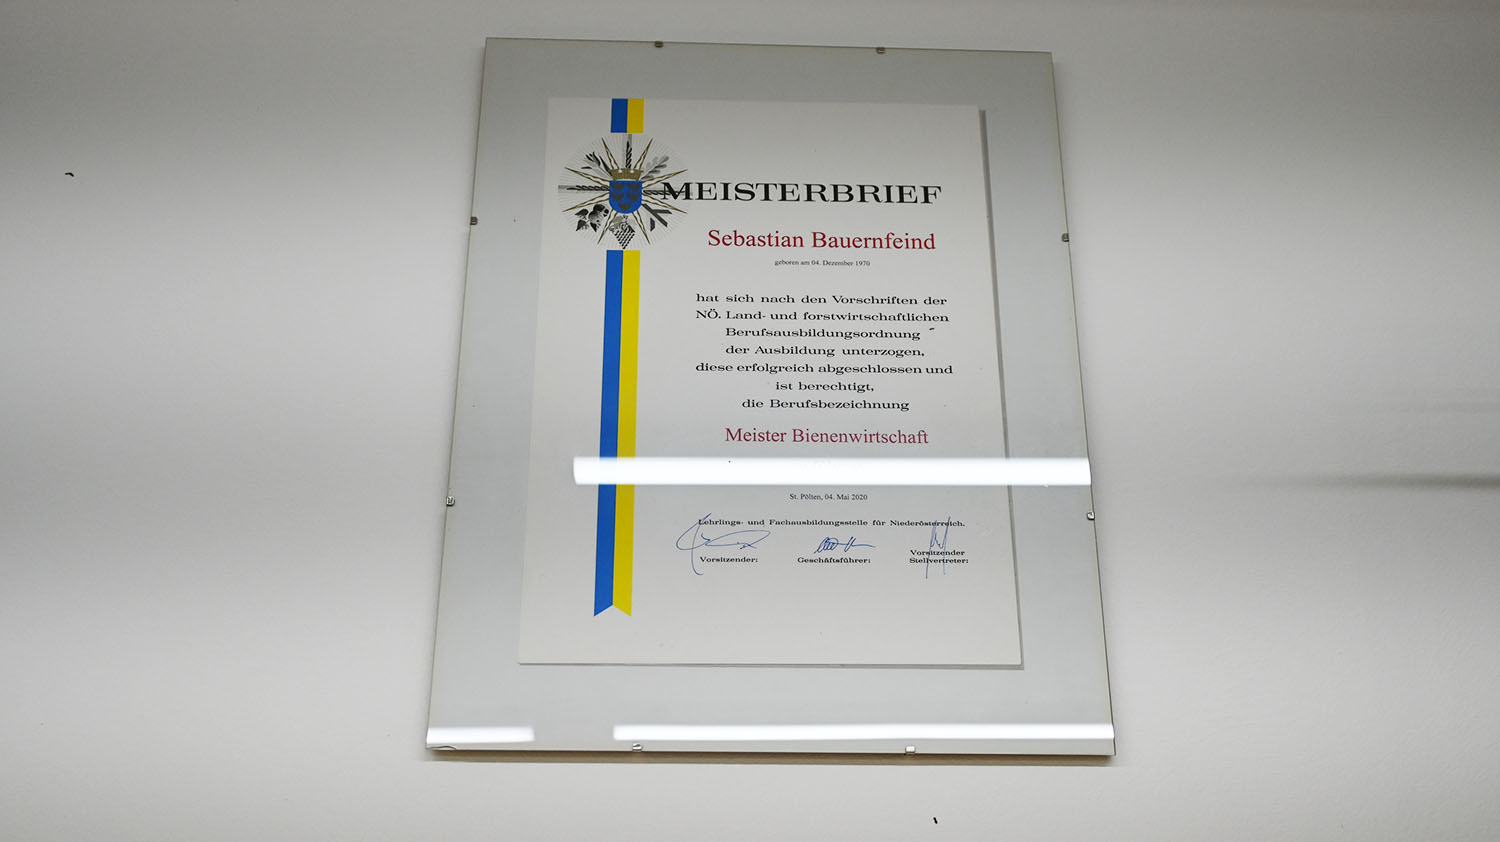 MEISTERBRIEF
Sebastian Bauernfeind
geboren am 04. Dezember 1970
hat sich nach den Vorschriften der
NÖ. Land- und forstwirtschaftlichen
Berufsausbildungsordnung
der Ausbildung unterzogen,
diese erfolgreich abgeschlossen und
ist berechtigt,
die Berufsbezeichnung
Meister Bienenwirtschaft
St. Pölten, 04. Mai 2020
Lehrlings- und Fachausbildungsstelle für Niederösterreich.
Vorsitzender:
Geschäftsführer:
Vorsitzender
Stellvertreter: